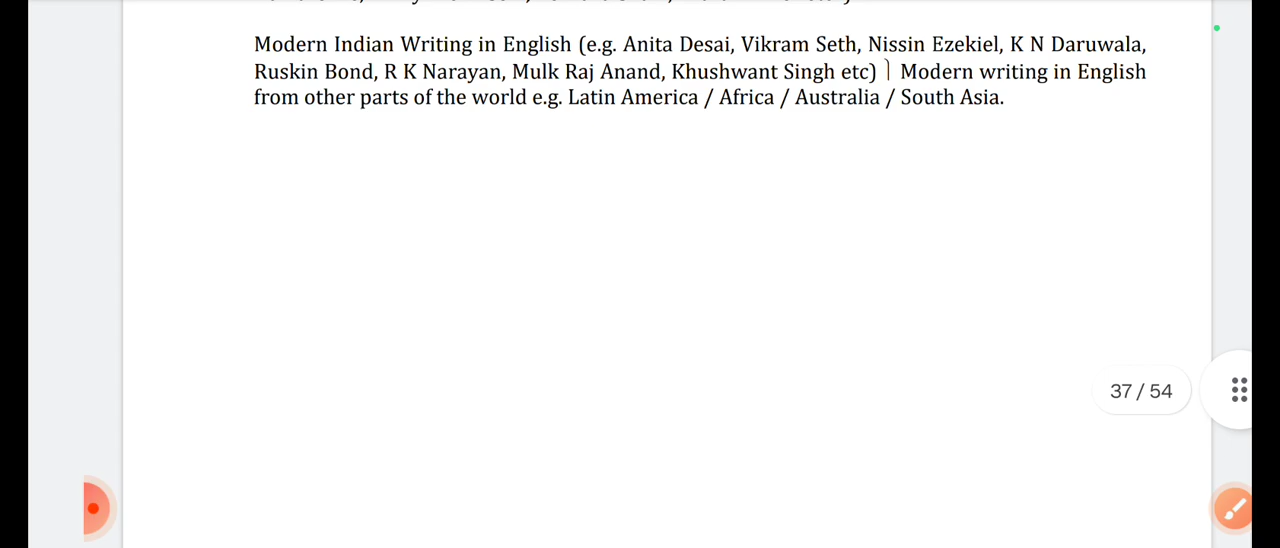 Modern Indian Writing in English (e.g. Anita Desai, Vikram Seth, Nissin Ezekiel, K N Daruwala,
Ruskin Bond, R K Narayan, Mulk Raj Anand, Khushwant Singh etc) ⎫ Modern writing in English
from other parts of the world e.g. Latin America / Africa / Australia / South Asia.
37 / 54